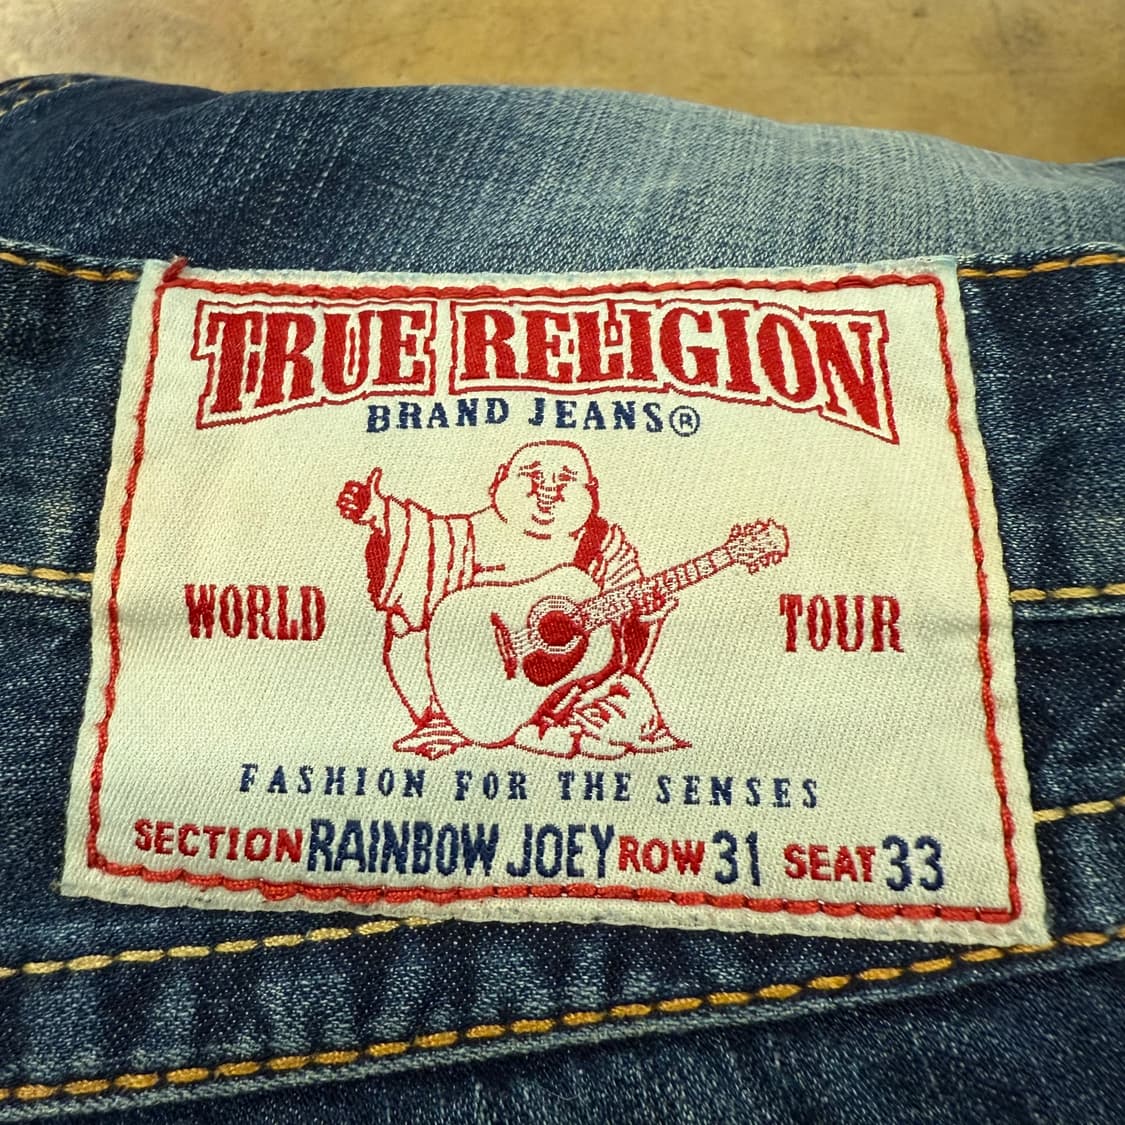 TRUE RELIGION
BRAND JEANS®
WORLD TOUR
FASHION FOR THE SENSES
SECTION RAINBOW JOEY ROW 31 SEAT 33